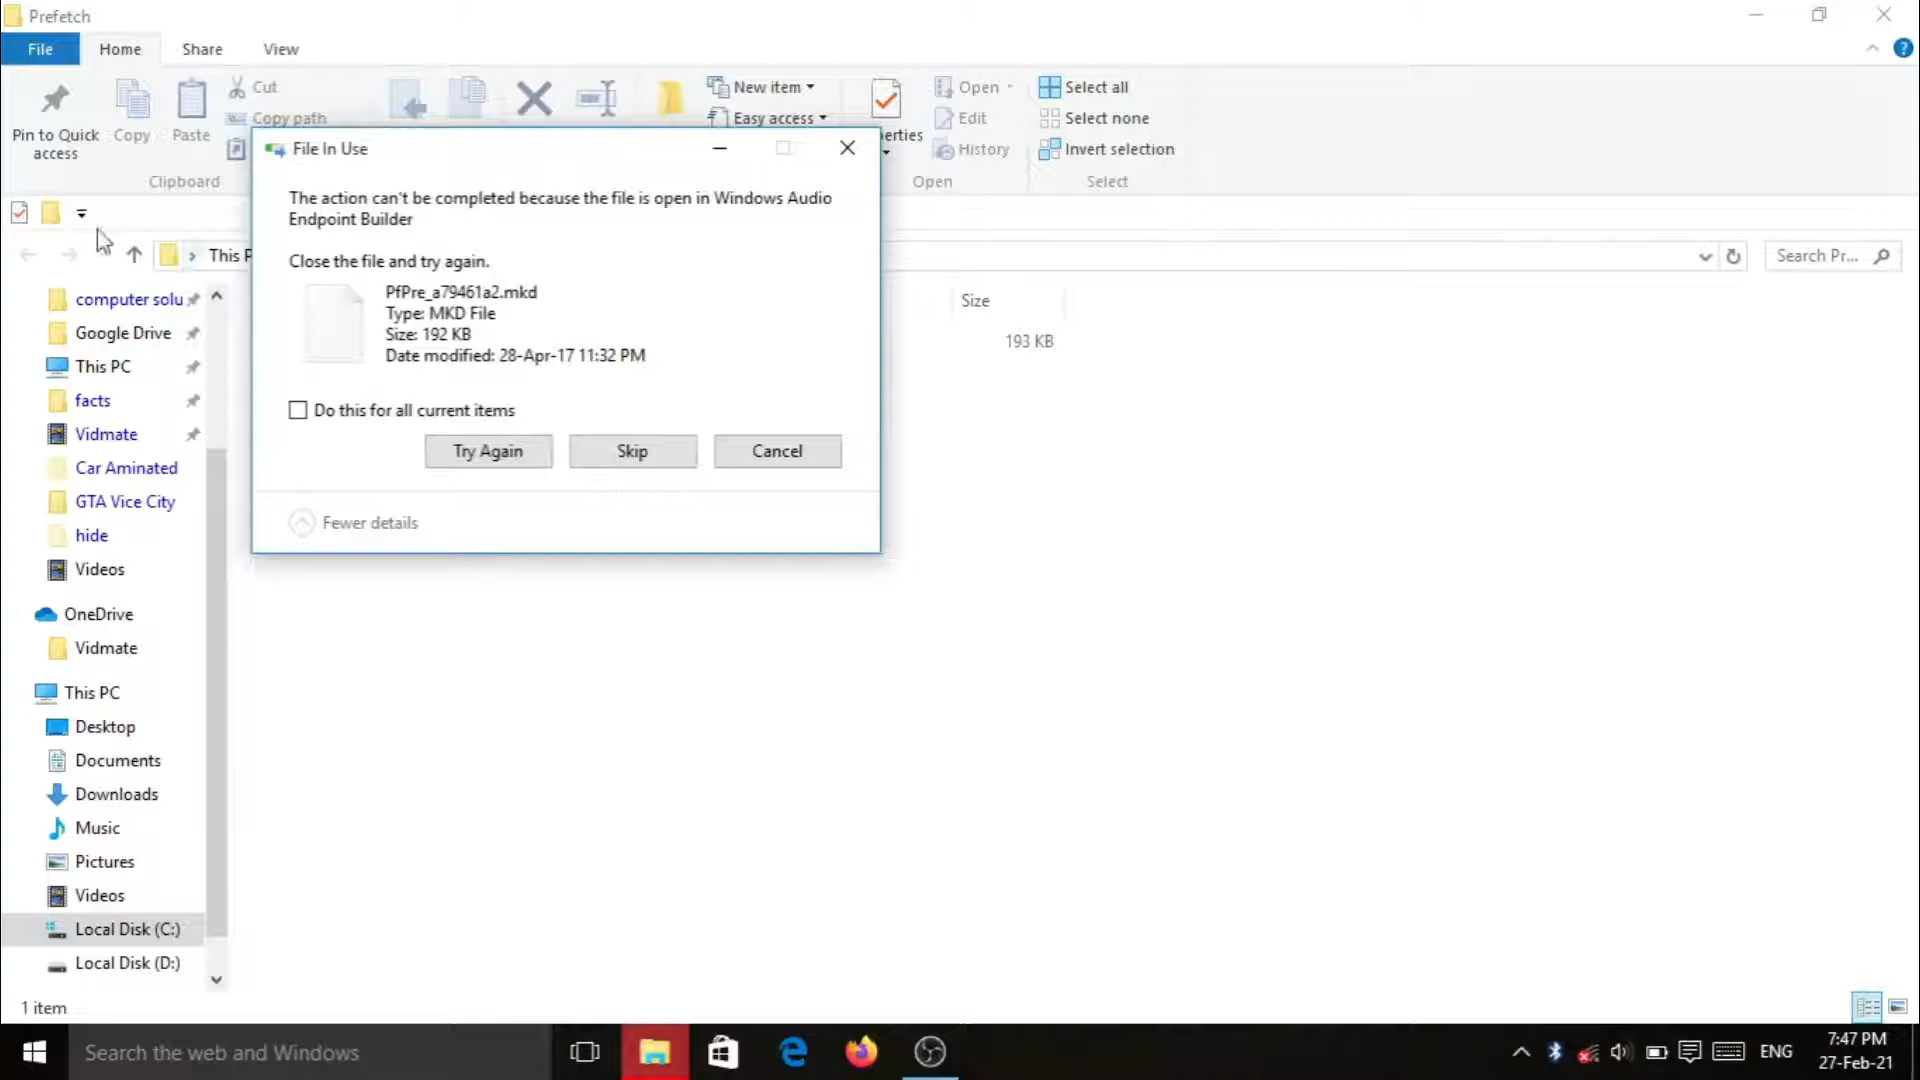 Prefetch
File
Home
Share
View
Pin to Quick
access
Copy
Paste
Cut
Copy path
New item
Easy access
erties
Open
Edit
History
Select all
Select none
Invert selection
Clipboard
Open
Select
File In Use
The action can't be completed because the file is open in Windows Audio
Endpoint Builder
Close the file and try again.
PfPre_a79461a2.mkd
Type: MKD File
Size: 192 KB
Date modified: 28-Apr-17 11:32 PM
Do this for all current items
Try Again
Skip
Cancel
Fewer details
This P
Search Pr...
Size
193 KB
computer solu
Google Drive
This PC
facts
Vidmate
Car Aminated
GTA Vice City
hide
Videos
OneDrive
Vidmate
This PC
Desktop
Documents
Downloads
Music
Pictures
Videos
Local Disk (C:)
Local Disk (D:)
1 item
Search the web and Windows
ENG
7:47 PM
27-Feb-21